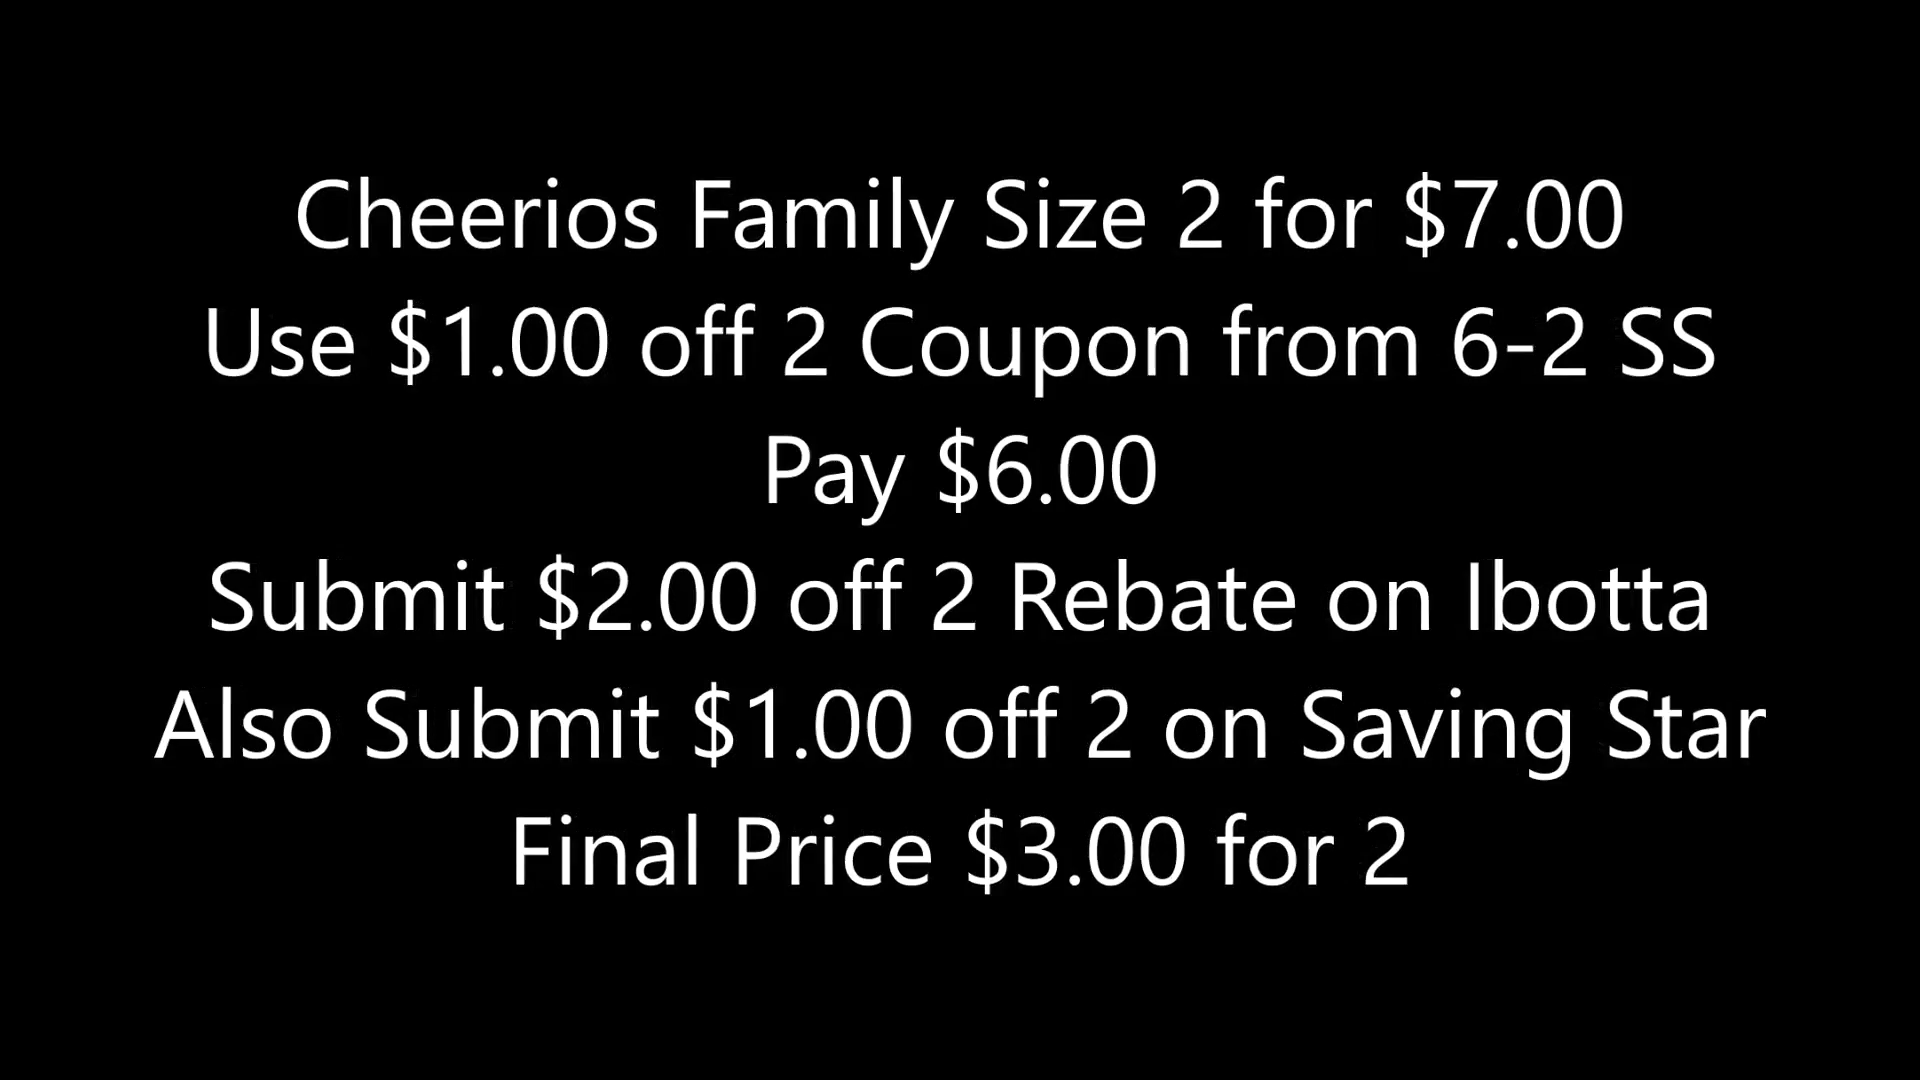 Cheerios Family Size 2 for $7.00
Use $1.00 off 2 Coupon from 6-2 SS
Pay $6.00
Submit $2.00 off 2 Rebate on Ibotta
Also Submit $1.00 off 2 on Saving Star
Final Price $3.00 for 2